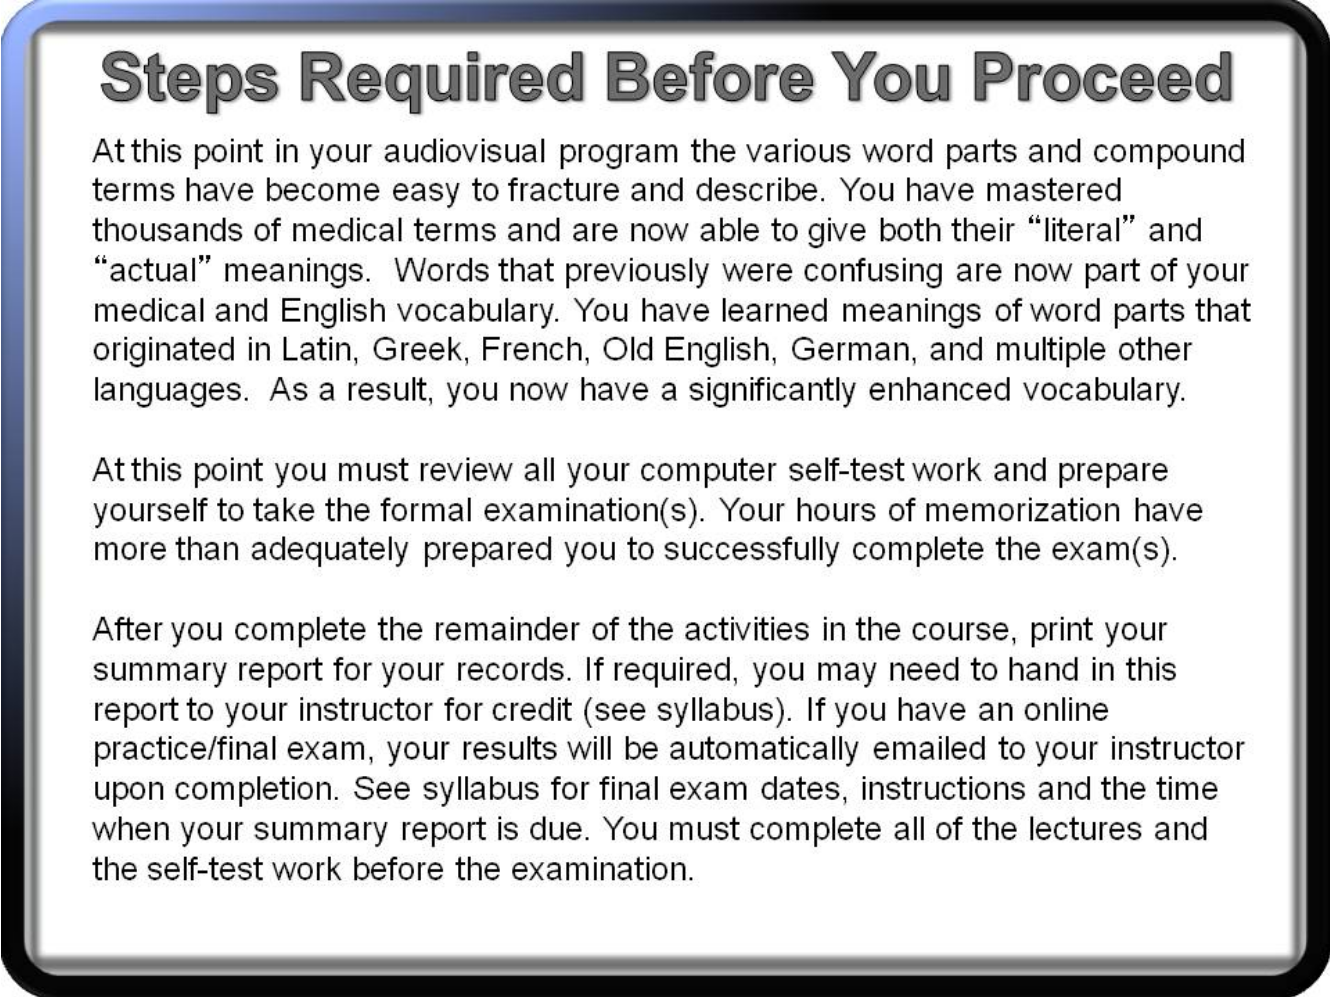 Steps Required Before You Proceed
At this point in your audiovisual program the various word parts and compound
terms have become easy to fracture and describe. You have mastered
thousands of medical terms and are now able to give both their “literal” and
“actual” meanings. Words that previously were confusing are now part of your
medical and English vocabulary. You have learned meanings of word parts that
originated in Latin, Greek, French, Old English, German, and multiple other
languages. As a result, you now have a significantly enhanced vocabulary.
At this point you must review all your computer self-test work and prepare
yourself to take the formal examination(s). Your hours of memorization have
more than adequately prepared you to successfully complete the exam(s).
After you complete the remainder of the activities in the course, print your
summary report for your records. If required, you may need to hand in this
report to your instructor for credit (see syllabus). If you have an online
practice/final exam, your results will be automatically emailed to your instructor
upon completion. See syllabus for final exam dates, instructions and the time
when your summary report is due. You must complete all of the lectures and
the self-test work before the examination.